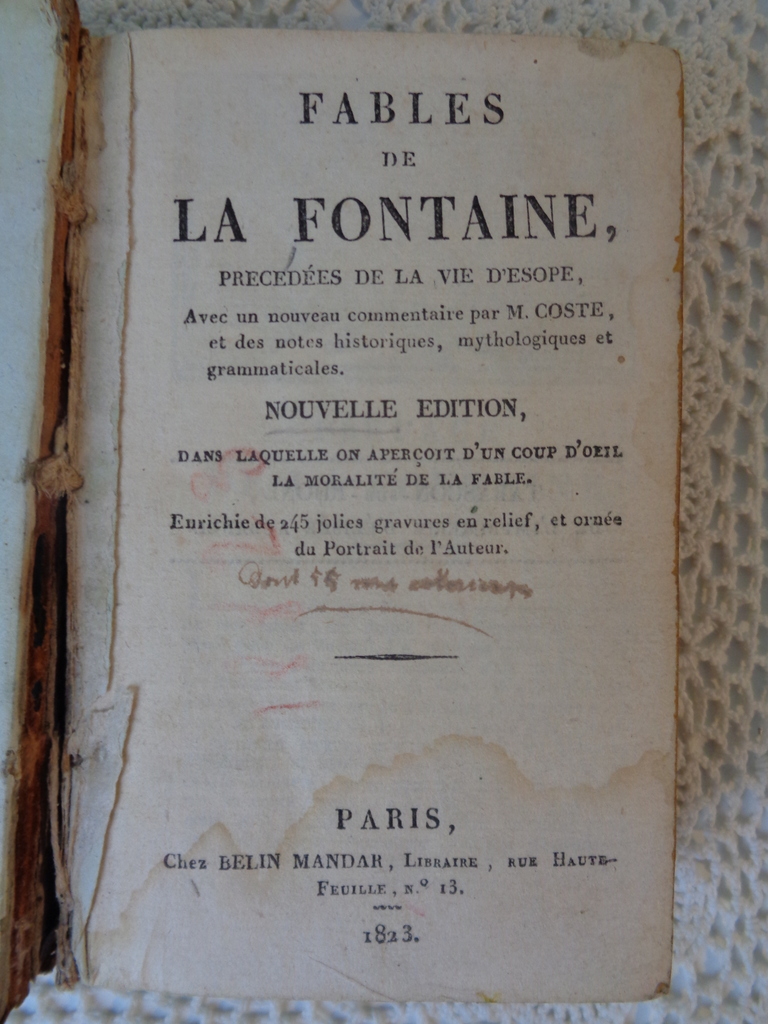 FABLES
DE
LA FONTAINE,
PRECEDÉES DE LA VIE D'ESOPE,
Avec un nouveau commentaire par M. COSTE,
et des notes historiques, mythologiques et
grammaticales.
NOUVELLE EDITION,
DANS LAQUELLE ON APERÇOIT D'UN COUP D'OEIL
LA MORALITÉ DE LA FABLE.
Enrichie de 245 jolies gravures en relief, et ornée
du Portrait de l'Auteur.
Dont
PARIS,
Chez BELIN MANDAR, LIBRAIRE, RUE HAUTE-
FEUILLE, N.º 13.
1823.